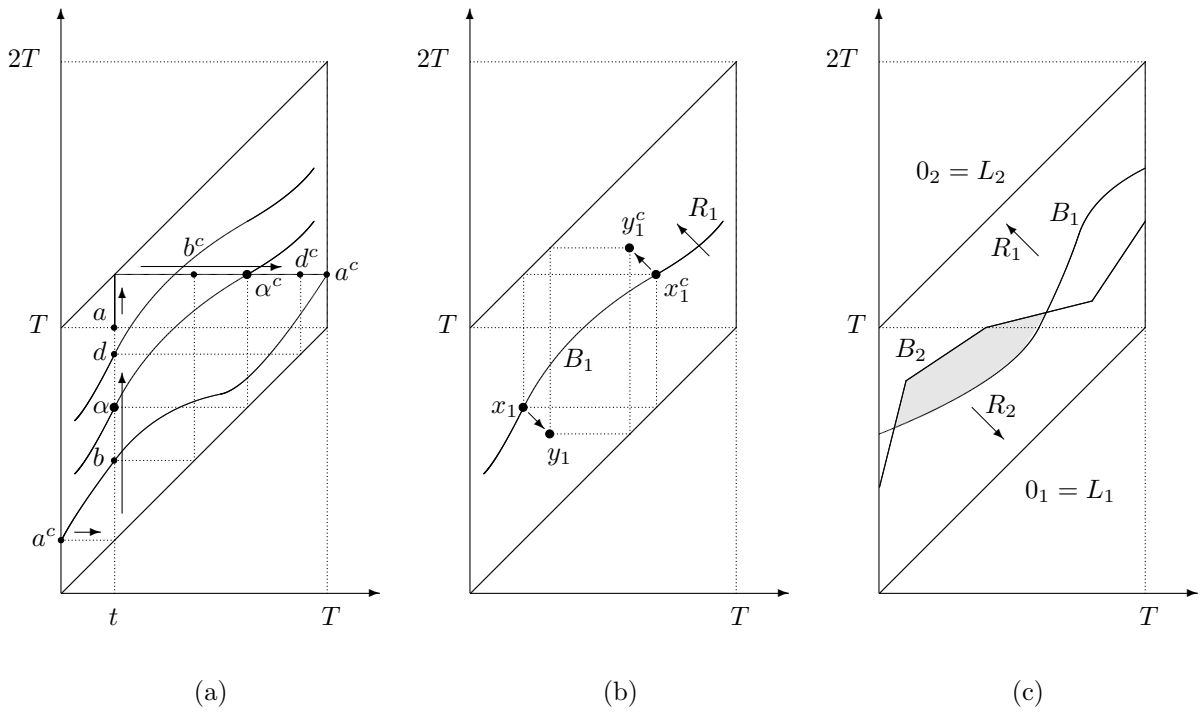 2T
T
a
d
α
b
a^c
b^c
α^c
d^c
a^c
t
T
(a)
2T
T
R_1
y_1^c
x_1^c
B_1
x_1
y_1
T
(b)
2T
T
0_2 = L_2
B_1
R_1
B_2
R_2
0_1 = L_1
T
(c)